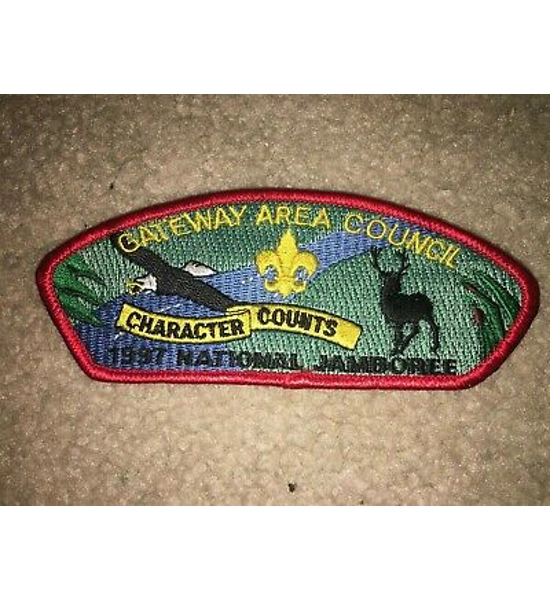 GATEWAY AREA COUNCIL
CHARACTER COUNTS
1997 NATIONAL JAMBOREE